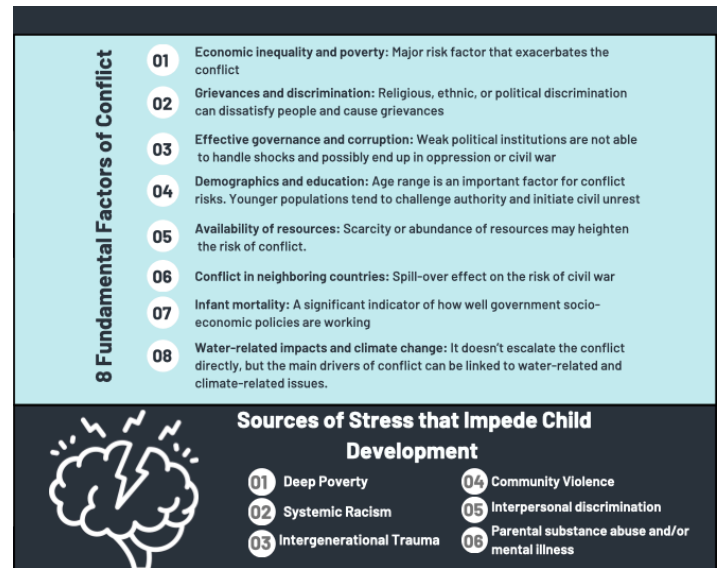 8 Fundamental Factors of Conflict
01
Economic inequality and poverty: Major risk factor that exacerbates the
conflict
02
Grievances and discrimination: Religious, ethnic, or political discrimination
can dissatisfy people and cause grievances
03
Effective governance and corruption: Weak political institutions are not able
to handle shocks and possibly end up in oppression or civil war
04
Demographics and education: Age range is an important factor for conflict
risks. Younger populations tend to challenge authority and initiate civil unrest
05
Availability of resources: Scarcity or abundance of resources may heighten
the risk of conflict.
06
Conflict in neighboring countries: Spill-over effect on the risk of civil war
07
Infant mortality: A significant indicator of how well government socio-
economic policies are working
08
Water-related impacts and climate change: It doesn't escalate the conflict
directly, but the main drivers of conflict can be linked to water-related and
climate-related issues.
Sources of Stress that Impede Child
Development
01 Deep Poverty
02 Systemic Racism
03 Intergenerational Trauma
04 Community Violence
05 Interpersonal discrimination
06 Parental substance abuse and/or
mental illness